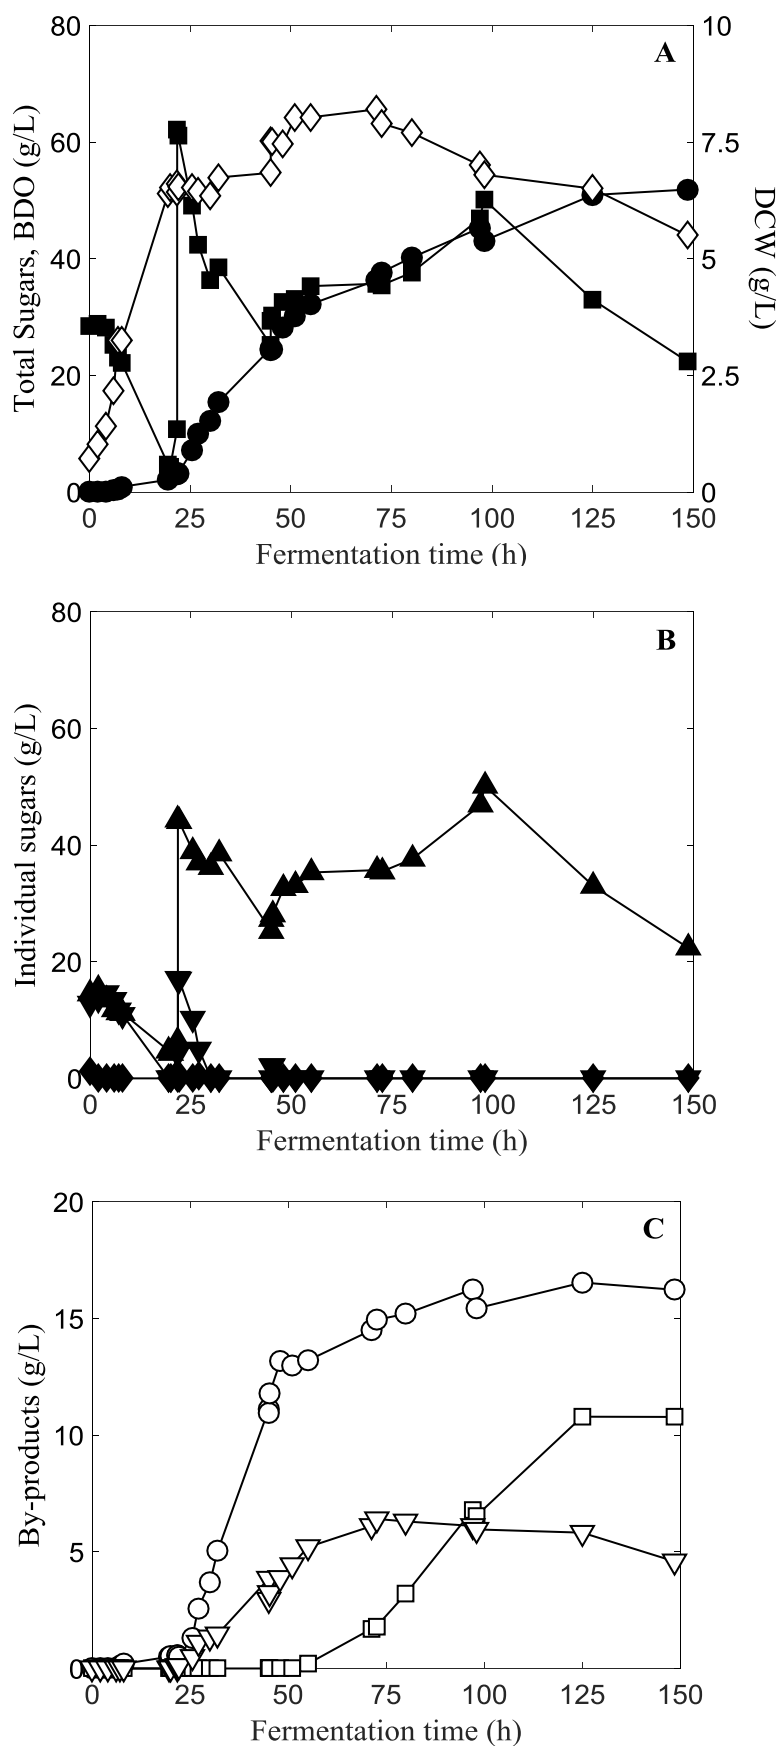 A
Total Sugars, BDO (g/L)
80
60
40
20
0
10
7.5
5
2.5
0
DCW (g/L)
0 25 50 75 100 125 150
Fermentation time (h)
B
Individual sugars (g/L)
80
60
40
20
0
0 25 50 75 100 125 150
Fermentation time (h)
C
By-products (g/L)
20
15
10
5
0
0 25 50 75 100 125 150
Fermentation time (h)